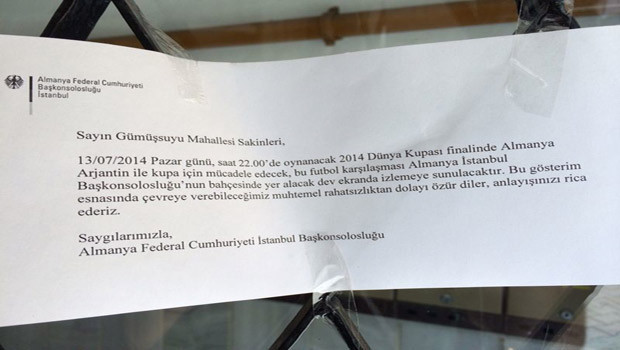 Almanya Federal Cumhuriyeti
Başkonsolosluğu
İstanbul
Sayın Gümüşsuyu Mahallesi Sakinleri,
13/07/2014 Pazar günü, saat 22.00'de oynanacak 2014 Dünya Kupası finalinde Almanya
Arjantin ile kupa için mücadele edecek, bu futbol karşılaşması Almanya İstanbul
Başkonsolosluğu'nun bahçesinde yer alacak dev ekranda izlemeye sunulacaktır. Bu gösterim
esnasında çevreye verebileceğimiz muhtemel rahatsızlıktan dolayı özür diler, anlayışınızı rica
ederiz.
Saygılarımızla,
Almanya Federal Cumhuriyeti İstanbul Başkonsolosluğu